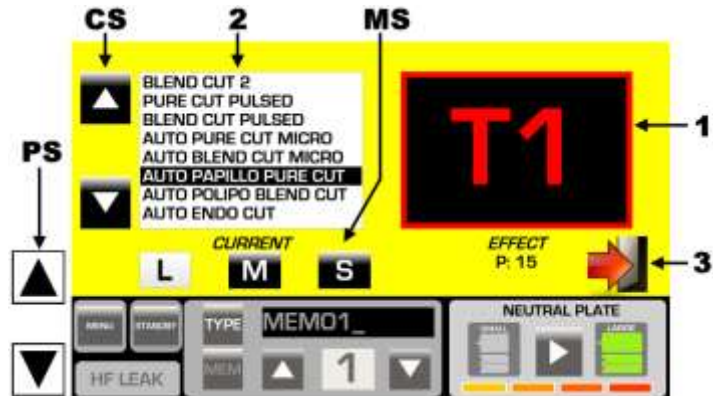 CS 2 MS
BLEND CUT 2
PURE CUT PULSED
BLEND CUT PULSED
AUTO PURE CUT MICRO
AUTO BLEND CUT MICRO
AUTO PAPILLO PURE CUT
AUTO POLIPO BLEND CUT
AUTO ENDO CUT
T1
1
PS
CURRENT
L M S
EFFECT
P: 15
3
MENU STANDBY
TYPE
MEMO1_
NEUTRAL PLATE
SMALL LARGE
HF LEAK
MEM
1